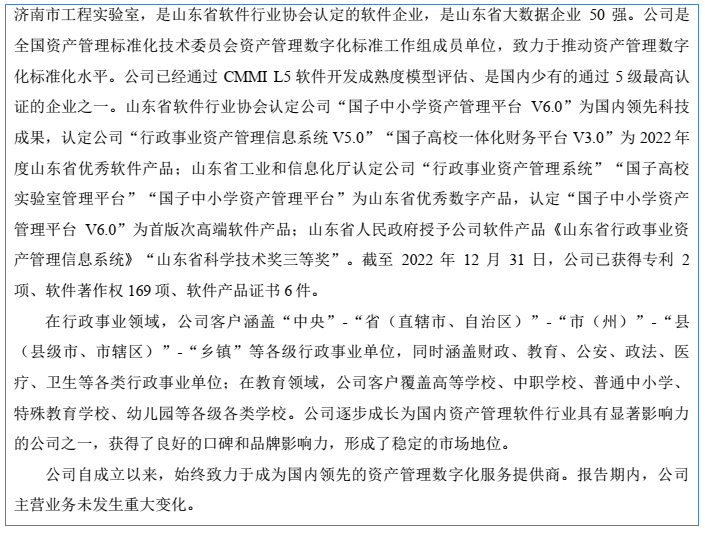 济南市工程实验室，是山东省软件行业协会认定的软件企业，是山东省大数据企业 50 强。公司是
全国资产管理标准化技术委员会资产管理数字化标准工作组成员单位，致力于推动资产管理数字
化标准化水平。公司已经通过 CMMI L5 软件开发成熟度模型评估、是国内少有的通过 5 级最高认
证的企业之一。山东省软件行业协会认定公司“国子中小学资产管理平台 V6.0”为国内领先科技
成果，认定公司“行政事业资产管理信息系统 V5.0”“国子高校一体化财务平台 V3.0”为 2022 年
度山东省优秀软件产品；山东省工业和信息化厅认定公司“行政事业资产管理系统”“国子高校
实验室管理平台”“国子中小学资产管理平台”为山东省优秀数字产品，认定“国子中小学资产
管理平台 V6.0”为首版次高端软件产品；山东省人民政府授予公司软件产品《山东省行政事业资
产管理信息系统》“山东省科学技术奖三等奖”。截至 2022 年 12 月 31 日，公司已获得专利 2
项、软件著作权 169 项、软件产品证书 6 件。
在行政事业领域，公司客户涵盖“中央”-“省（直辖市、自治区）”-“市（州）”-“县
（县级市、市辖区）”-“乡镇”等各级行政事业单位，同时涵盖财政、教育、公安、政法、医
疗、卫生等各类行政事业单位；在教育领域，公司客户覆盖高等学校、中职学校、普通中小学、
特殊教育学校、幼儿园等各级各类学校。公司逐步成长为国内资产管理软件行业具有显著影响力
的公司之一，获得了良好的口碑和品牌影响力，形成了稳定的市场地位。
公司自成立以来，始终致力于成为国内领先的资产管理数字化服务提供商。报告期内，公司
主营业务未发生重大变化。